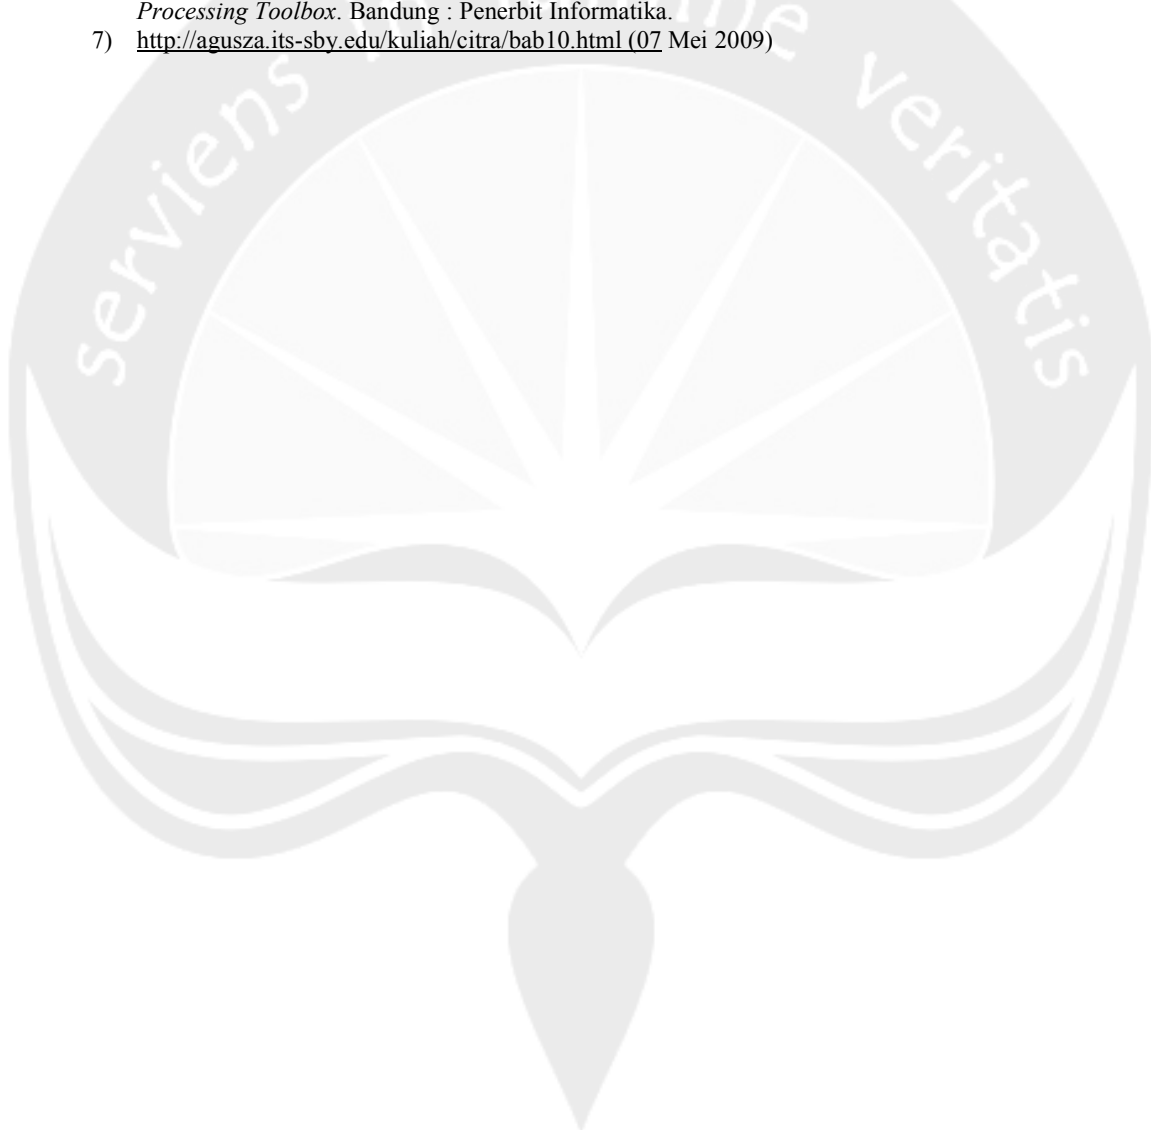 Processing Toolbox. Bandung : Penerbit Informatika.
7) http://agusza.its-sby.edu/kuliah/citra/bab10.html (07 Mei 2009)
serviens
veritatis